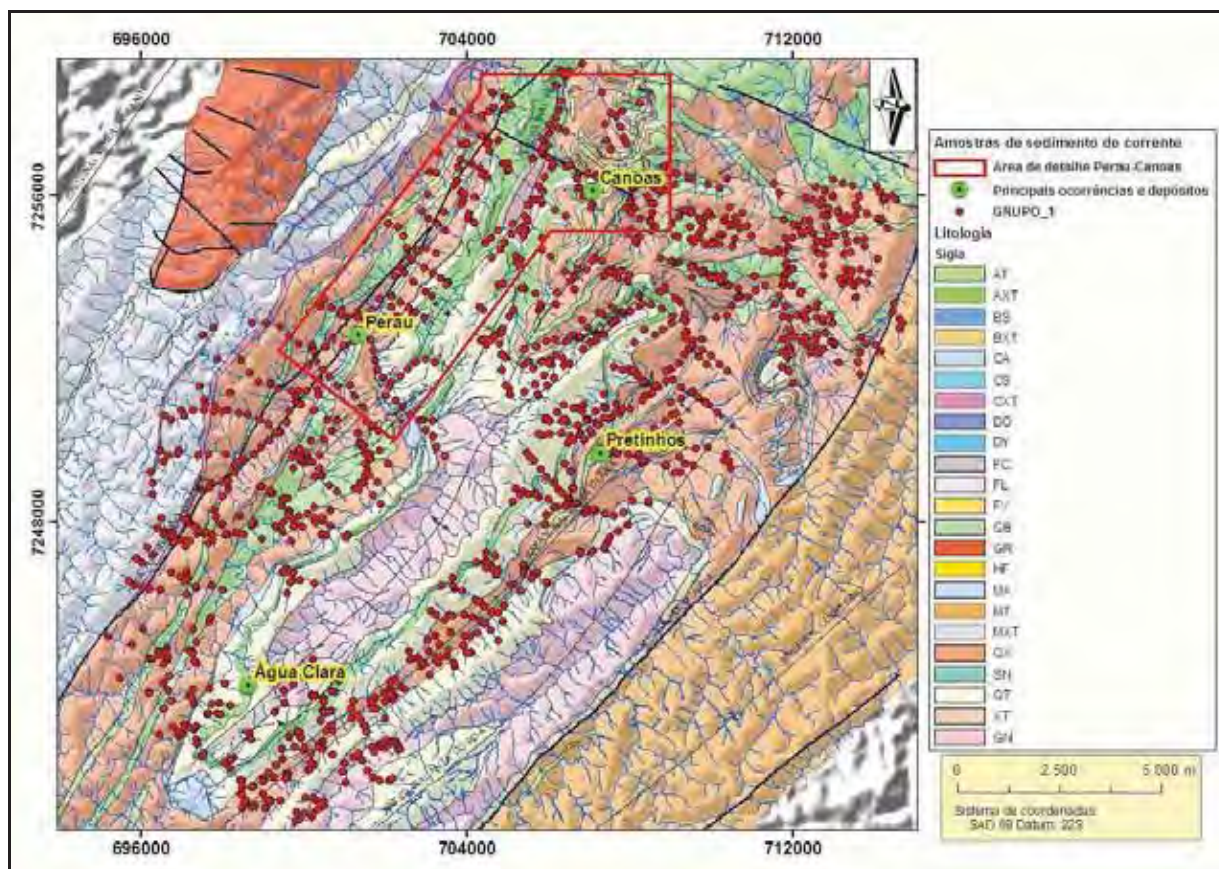 696000
704000
712000
7256000
7248000
Canoas
Perau
Pretinhos
Água Clara
696000
704000
712000
Amostras de sedimento de corrente
Área de detalhe Perau-Canoas
Principais ocorrências e depósitos
GRUPO_1
Litologia
Sigla
AT
AXT
BS
BXT
CA
CS
CXT
DO
DY
FC
FL
FV
GB
GR
HF
MA
MT
MXT
QX
SN
QT
XT
GN
0
2.500
5.000 m
Sistema de coordenadas
SAD 69 Datum: 22S